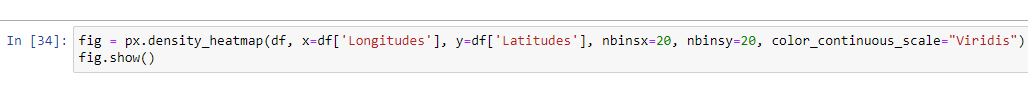 In [34]: fig = px.density_heatmap(df, x=df['Longitudes'], y=df['Latitudes'], nbinsx=20, nbinsy=20, color_continuous_scale="Viridis")
fig.show()